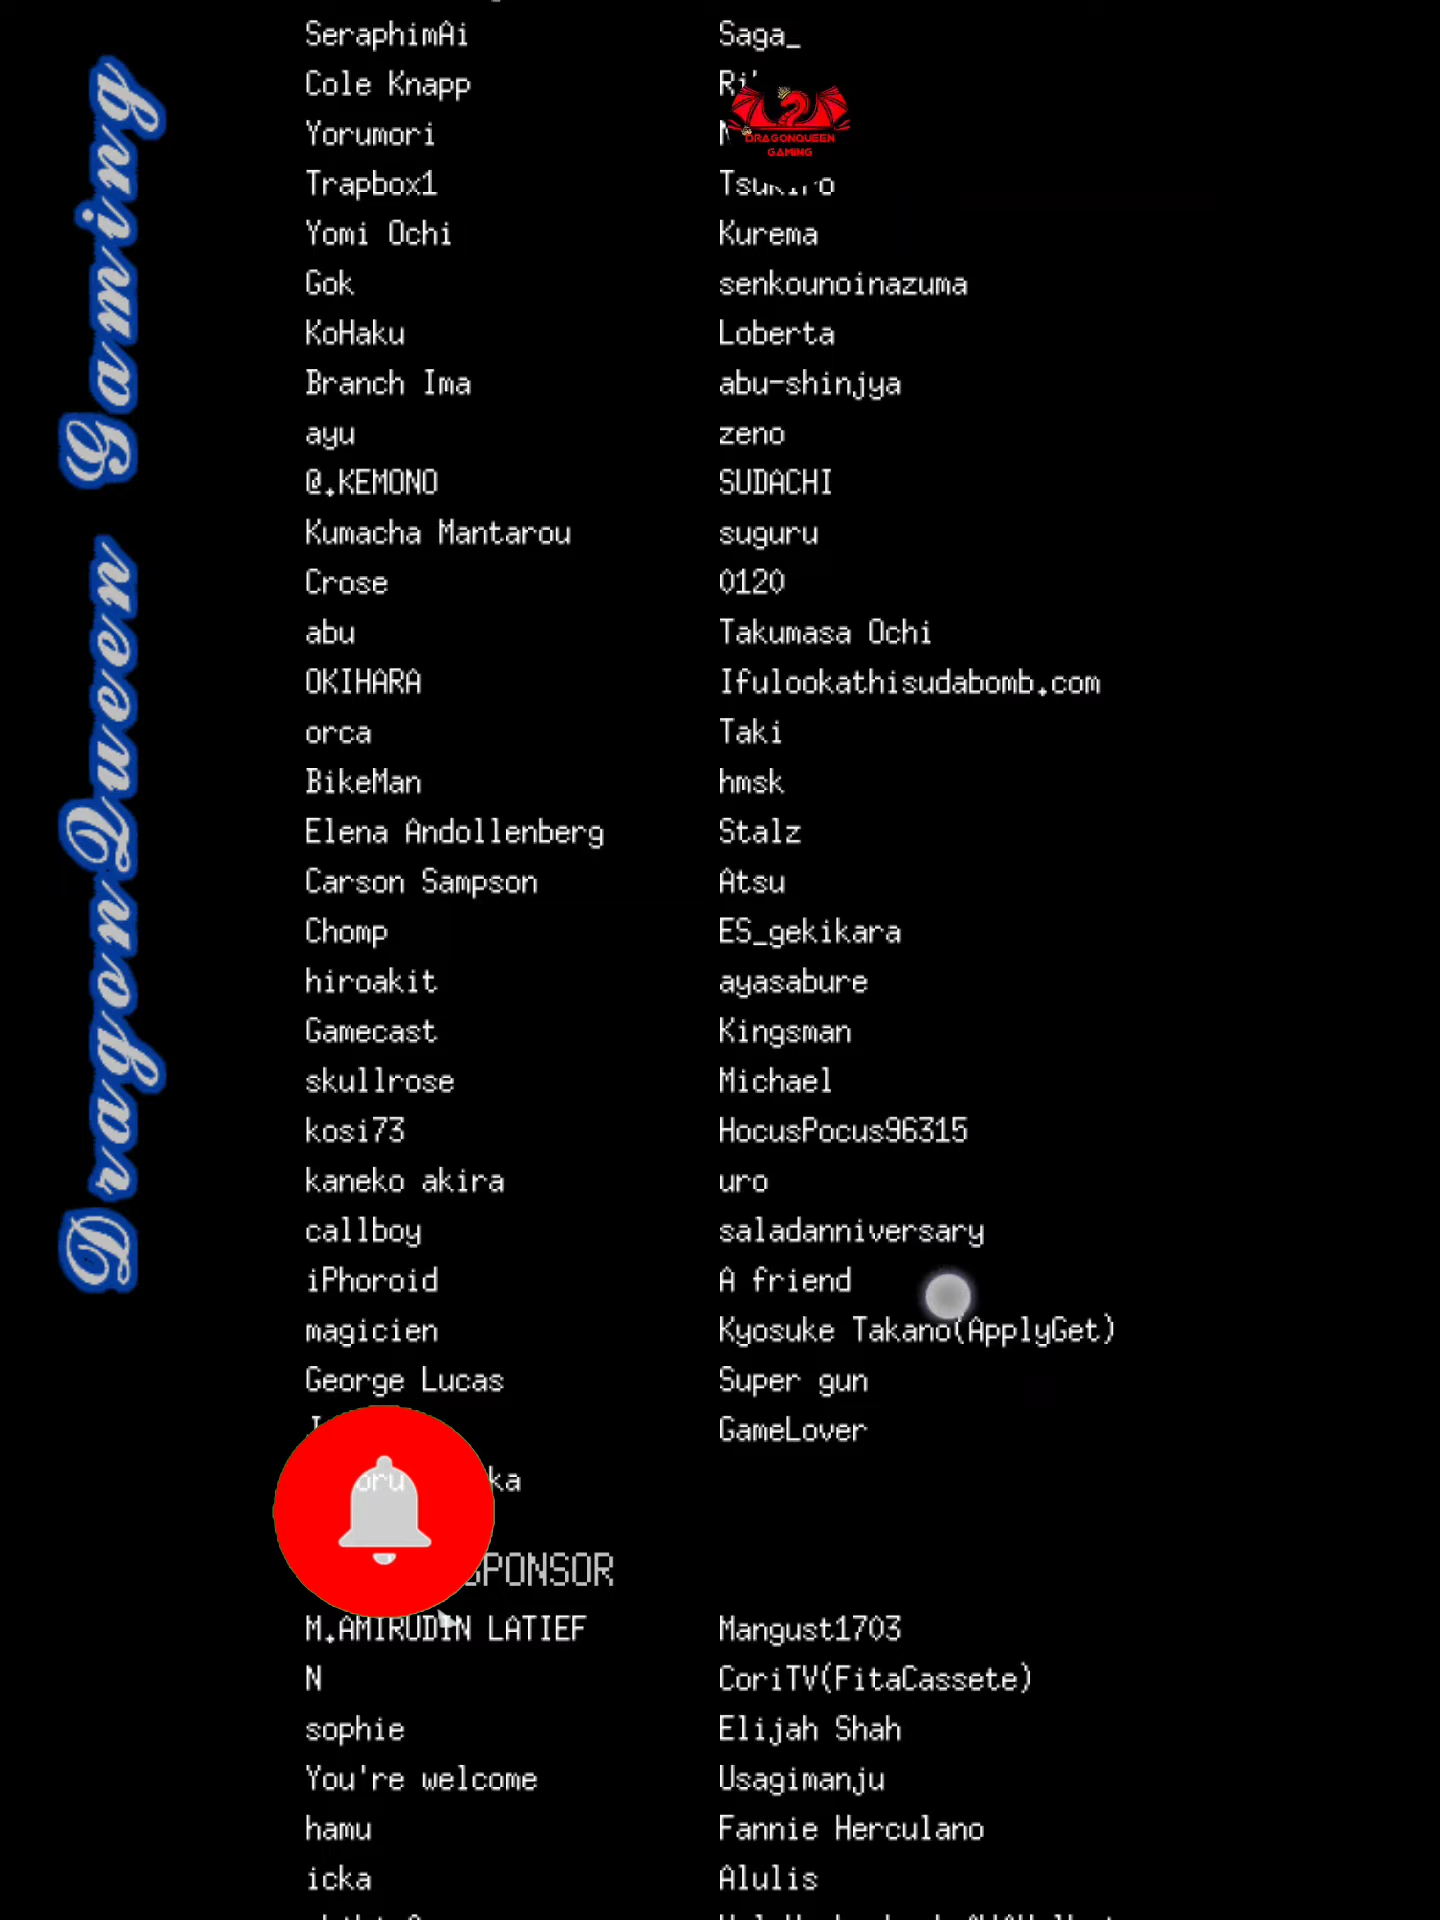 SeraphimAi Saga_
Cole Knapp
Yorumori
Trapbox1
Yomi Ochi Kurema
Gok senkounoinazuma
KoHaku Loberta
Branch Ima abu-shinjya
ayu zeno
@.KEMONO SUDACHI
Kumacha Mantarou suguru
Crose 0120
abu Takumasa Ochi
OKIHARA Ifulookathisudabomb.com
orca Taki
BikeMan hmsk
Elena Andollenberg Stalz
Carson Sampson Atsu
Chomp ES_gekikara
hiroakit ayasabure
Gamecast Kingsman
skullrose Michael
kosi73 HocusPocus96315
kaneko akira uro
callboy saladanniversary
iPhoroid A friend
magicien Kyosuke Takano(ApplyGet)
George Lucas Super gun
GameLover
SPONSOR
M.AMIRUDIN LATIEF Mangust1703
N CoriTV(FitaCassete)
sophie Elijah Shah
You're welcome Usagimanju
hamu Fannie Herculano
icka Alulis
DRAGONQUEEN
GAMING
DragonQueen Gaming